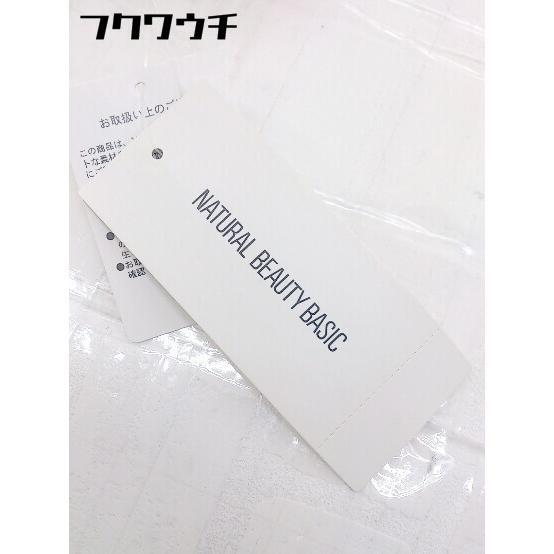 フクワウチ
お取扱い上のご
この商品は、
トな素材
に
NATURAL BEAUTY BASIC
の
生
●お取
確認